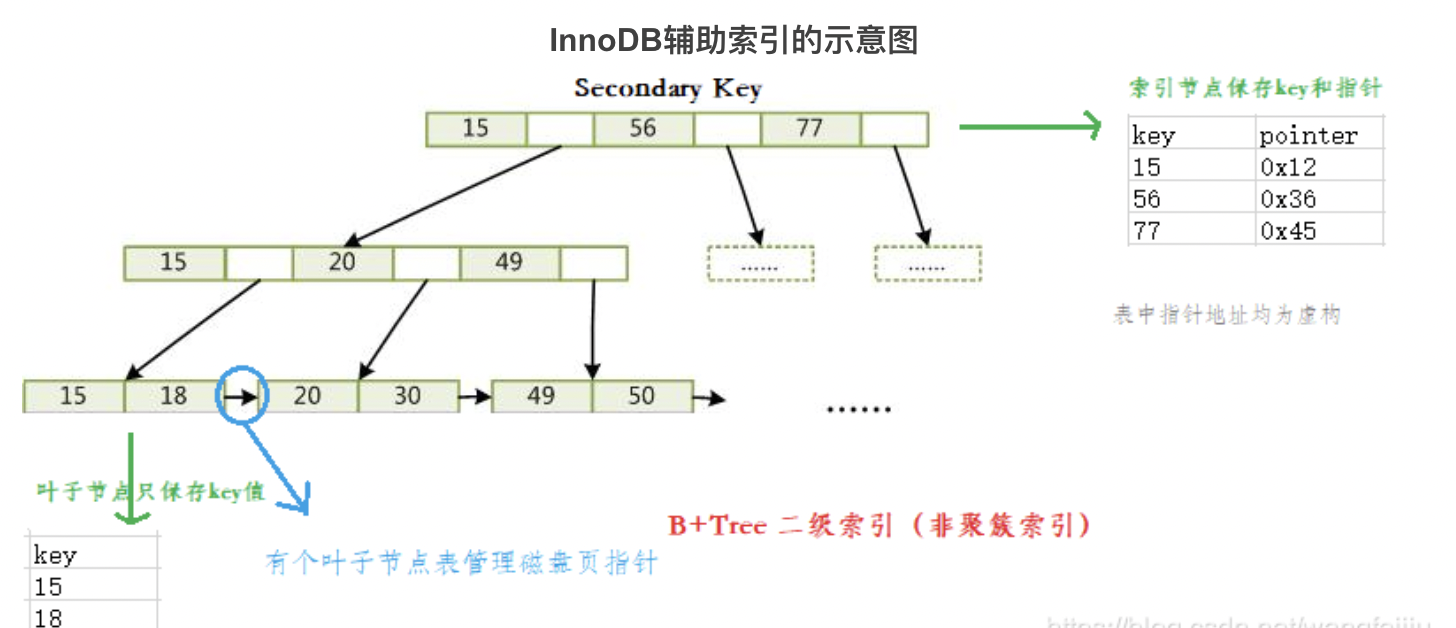 InnoDB辅助索引的示意图
Secondary Key
索引节点保存key和指针
15 56 77
key pointer
15 0x12
56 0x36
77 0x45
15 20 49
...... ......
表中指针地址均为虚构
15 18 20 30 49 50
......
叶子节点只保存key值
B+Tree 二级索引（非聚簇索引）
有个叶子节点表管理磁盘页指针
key
15
18